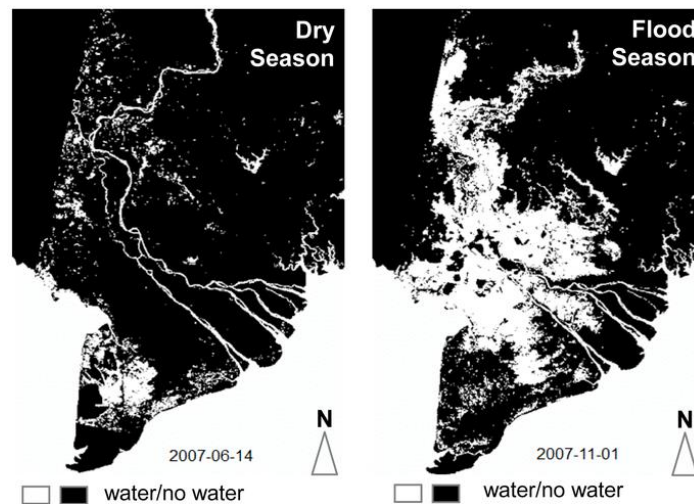 Dry
Season
N
2007-06-14
water/no water
Flood
Season
N
2007-11-01
water/no water